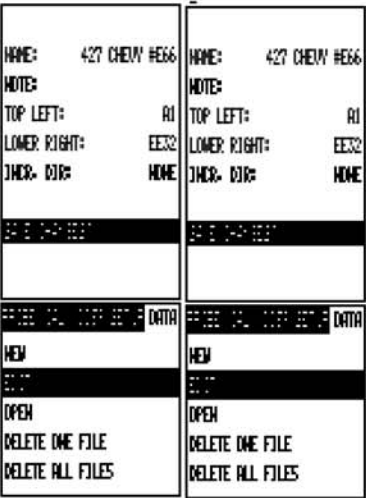 NAME: 427 CHEVY #E66
NOTE:
TOP LEFT: A1
LOWER RIGHT: EE32
INCR. DIR: NONE
DATA
NEW
OPEN
DELETE ONE FILE
DELETE ALL FILES
NAME: 427 CHEVY #E66
NOTE:
TOP LEFT: A1
LOWER RIGHT: EE32
INCR. DIR: NONE
DATA
NEW
OPEN
DELETE ONE FILE
DELETE ALL FILES